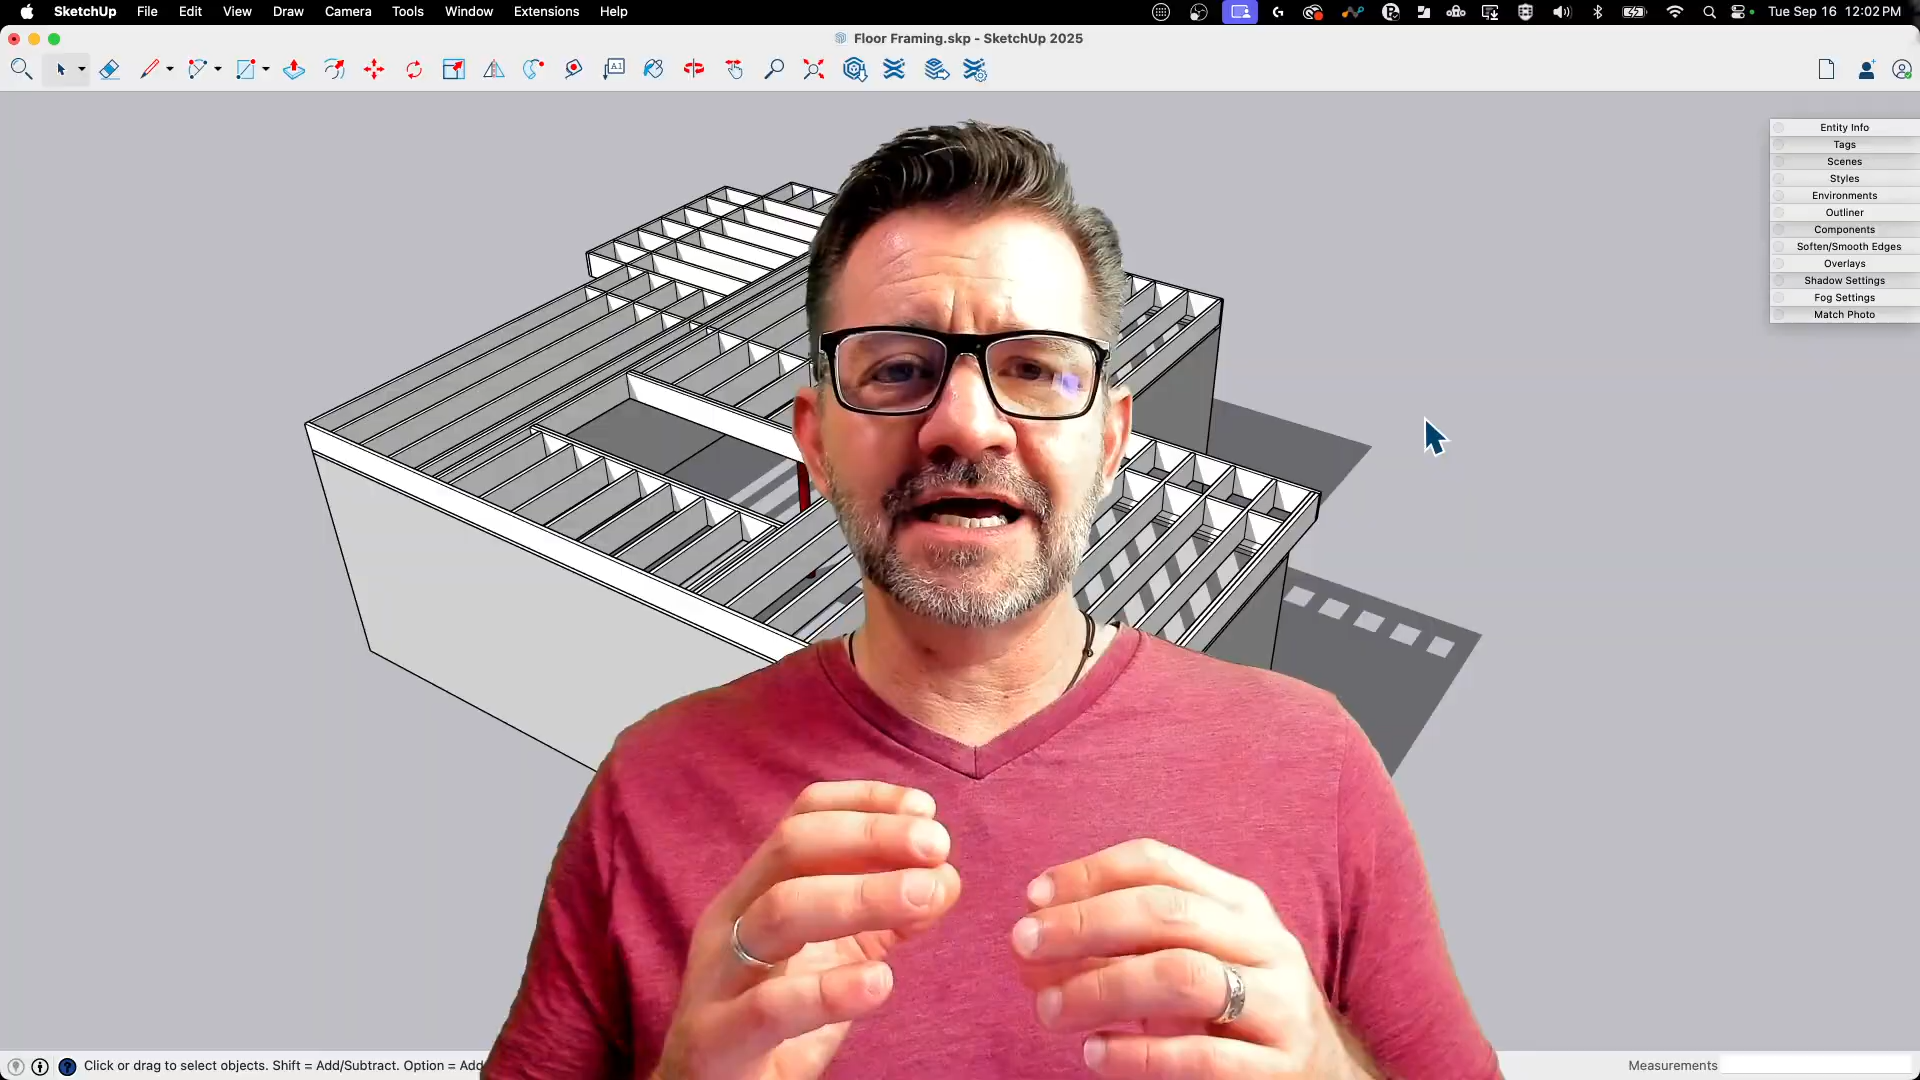 SketchUp File Edit View Draw Camera Tools Window Extensions Help Tue Sep 16 12:02 PM
Floor Framing.skp - SketchUp 2025
A1
Entity Info
Tags
Scenes
Styles
Environments
Outliner
Components
Soften/Smooth Edges
Overlays
Shadow Settings
Fog Settings
Match Photo
Click or drag to select objects. Shift = Add/Subtract. Option = Add
Measurements